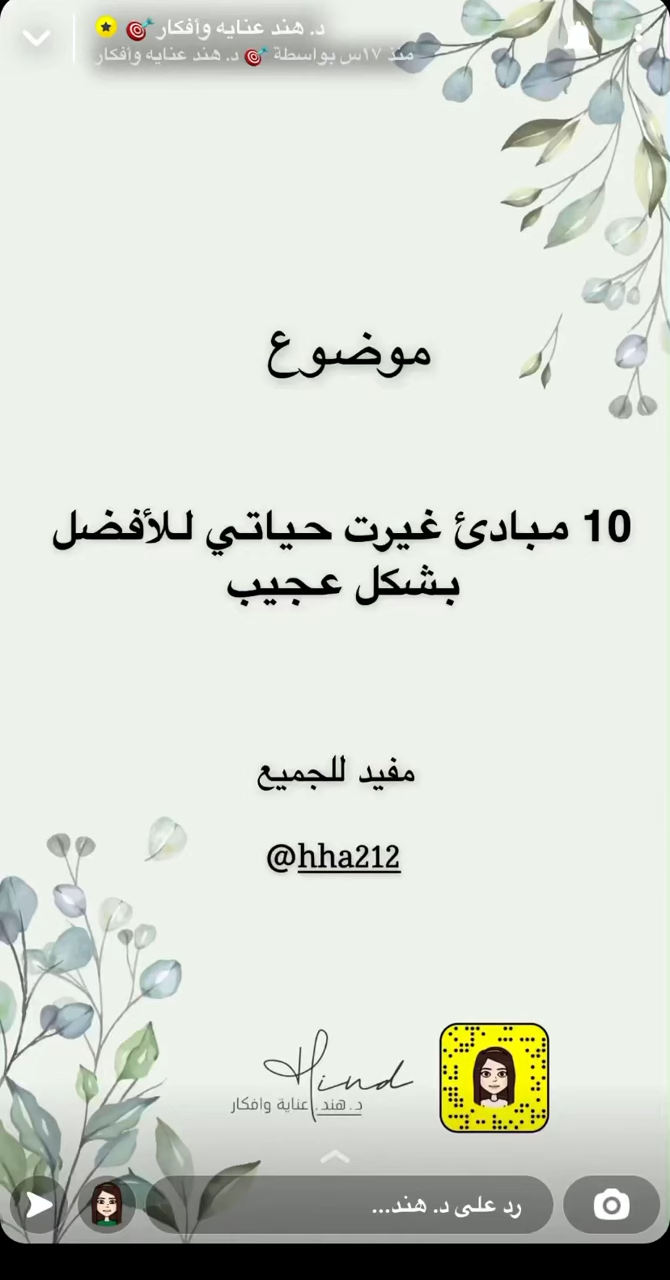 د. هند عنايه وأفكار 🎯
منذ ١٧س بواسطة 🎯 د. هند عنايه وأفكار
موضوع
10 مبادئ غيرت حياتي للأفضل
بشكل عجيب
مفيد للجميع
@hha212
Hind
د. هند. عناية وافكار
رد على د. هند...